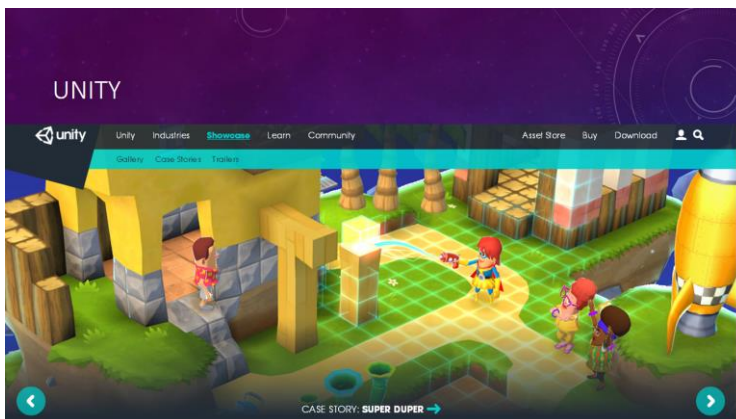 UNITY
unity Unity Industries Showcase Learn Community Asset Store Buy Download
Gallery Case Stories Trailers
CASE STORY: SUPER DUPER